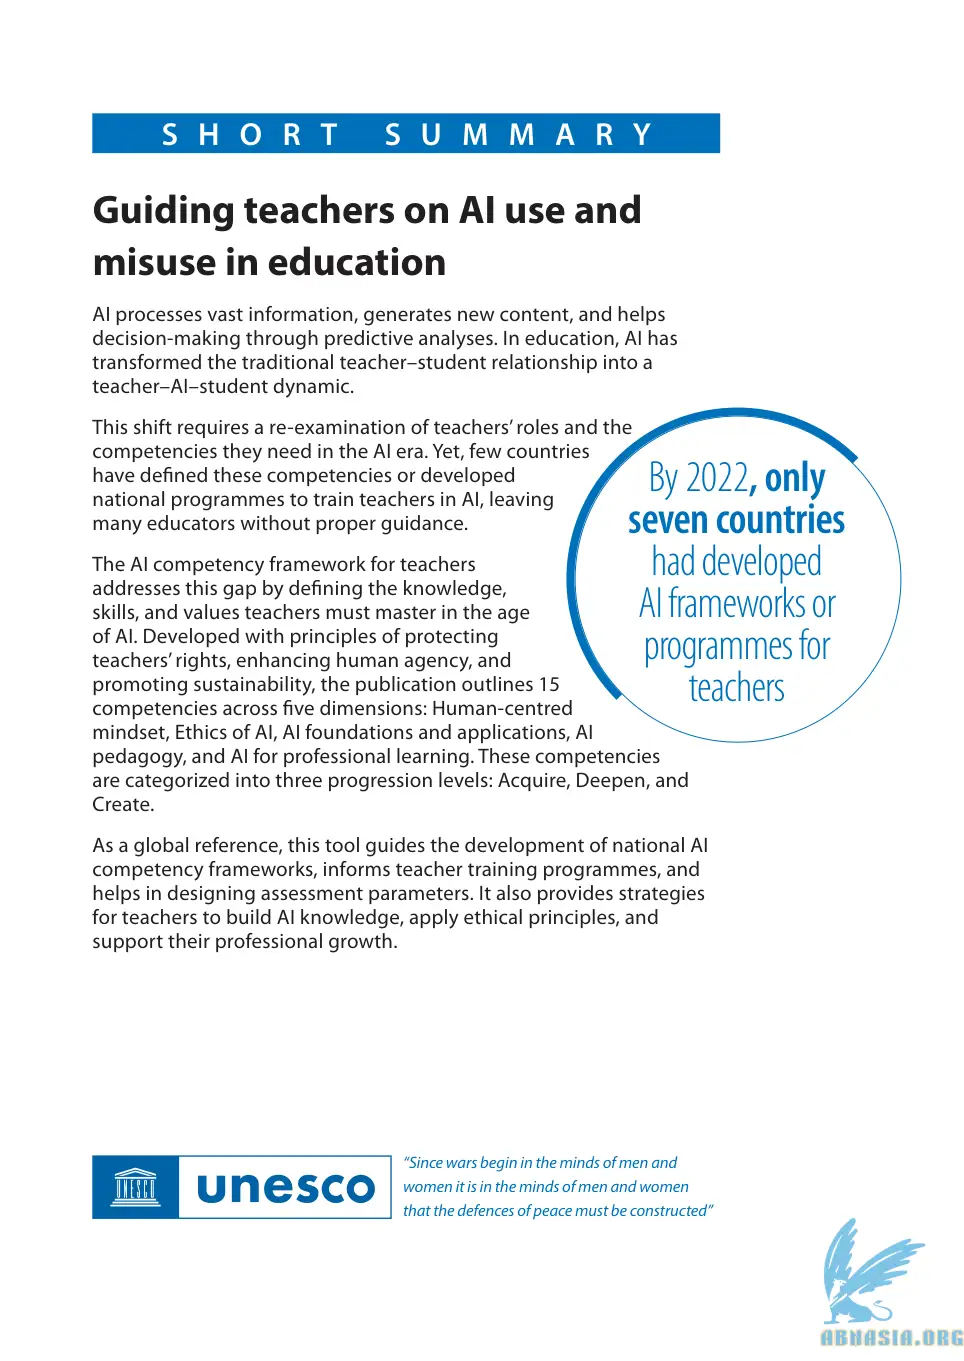 SHORT SUMMARY
Guiding teachers on AI use and
misuse in education
AI processes vast information, generates new content, and helps
decision-making through predictive analyses. In education, AI has
transformed the traditional teacher–student relationship into a
teacher–AI–student dynamic.
This shift requires a re-examination of teachers’ roles and the
competencies they need in the AI era. Yet, few countries
have defined these competencies or developed
national programmes to train teachers in AI, leaving
many educators without proper guidance.
The AI competency framework for teachers
addresses this gap by defining the knowledge,
skills, and values teachers must master in the age
of AI. Developed with principles of protecting
teachers’ rights, enhancing human agency, and
promoting sustainability, the publication outlines 15
competencies across five dimensions: Human-centred
mindset, Ethics of AI, AI foundations and applications, AI
pedagogy, and AI for professional learning. These competencies
are categorized into three progression levels: Acquire, Deepen, and
Create.
As a global reference, this tool guides the development of national AI
competency frameworks, informs teacher training programmes, and
helps in designing assessment parameters. It also provides strategies
for teachers to build AI knowledge, apply ethical principles, and
support their professional growth.
By 2022, only
seven countries
had developed
AI frameworks or
programmes for
teachers
UNESCO
unesco
“Since wars begin in the minds of men and
women it is in the minds of men and women
that the defences of peace must be constructed”
ABNASIA.ORG